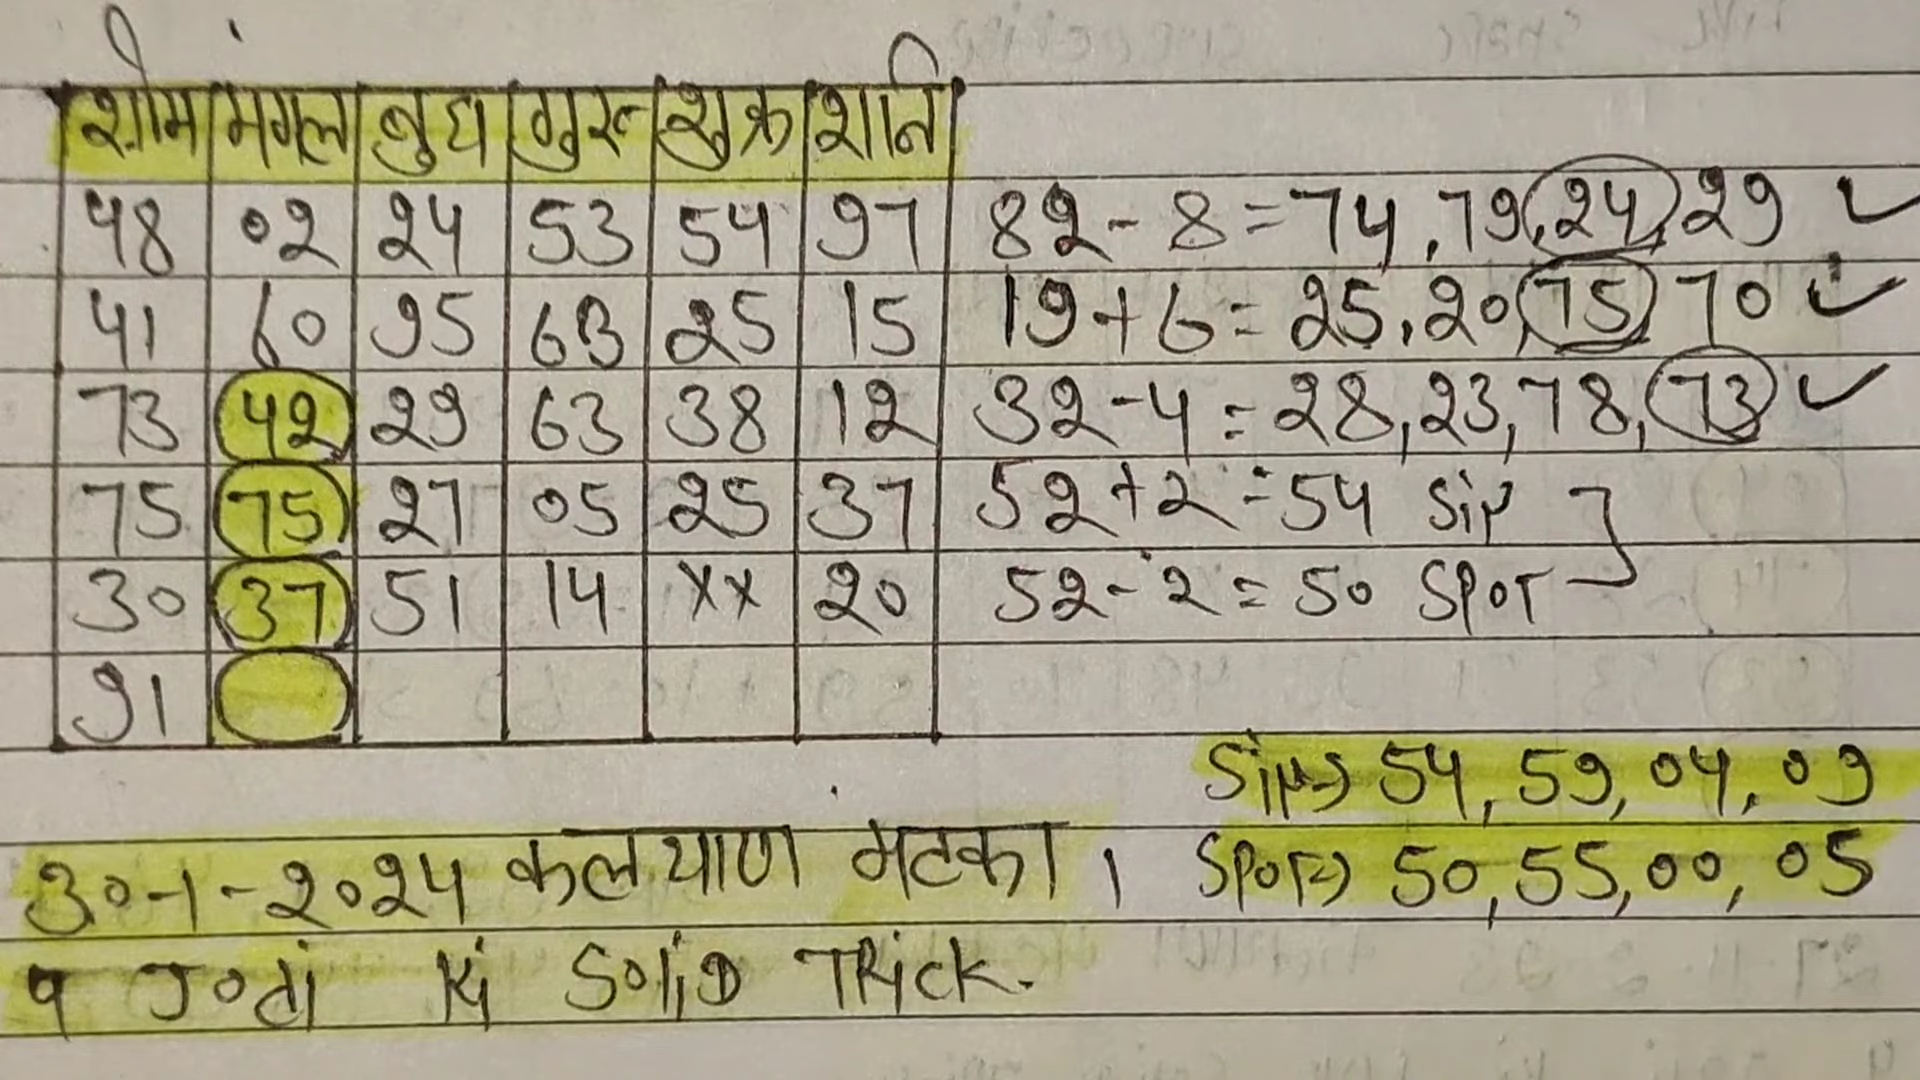 शोम मंगल बुध गुरू शुक्र शनि
48 02 24 53 54 97 82-8=74,79,24,29
41 60 95 63 25 15 19+6=25,20,75,70
73 42 29 63 38 12 32-4=28,23,78,73
75 75 27 05 25 37 52+2=54 Sip
30 37 51 14 xx 20 52-2=50 SPOT
91
Sip→ 54,59,04,09
30-1-2024 कलयाण मटका। SPOT→ 50,55,00,05
प Jodi Ki SoliD TRick.